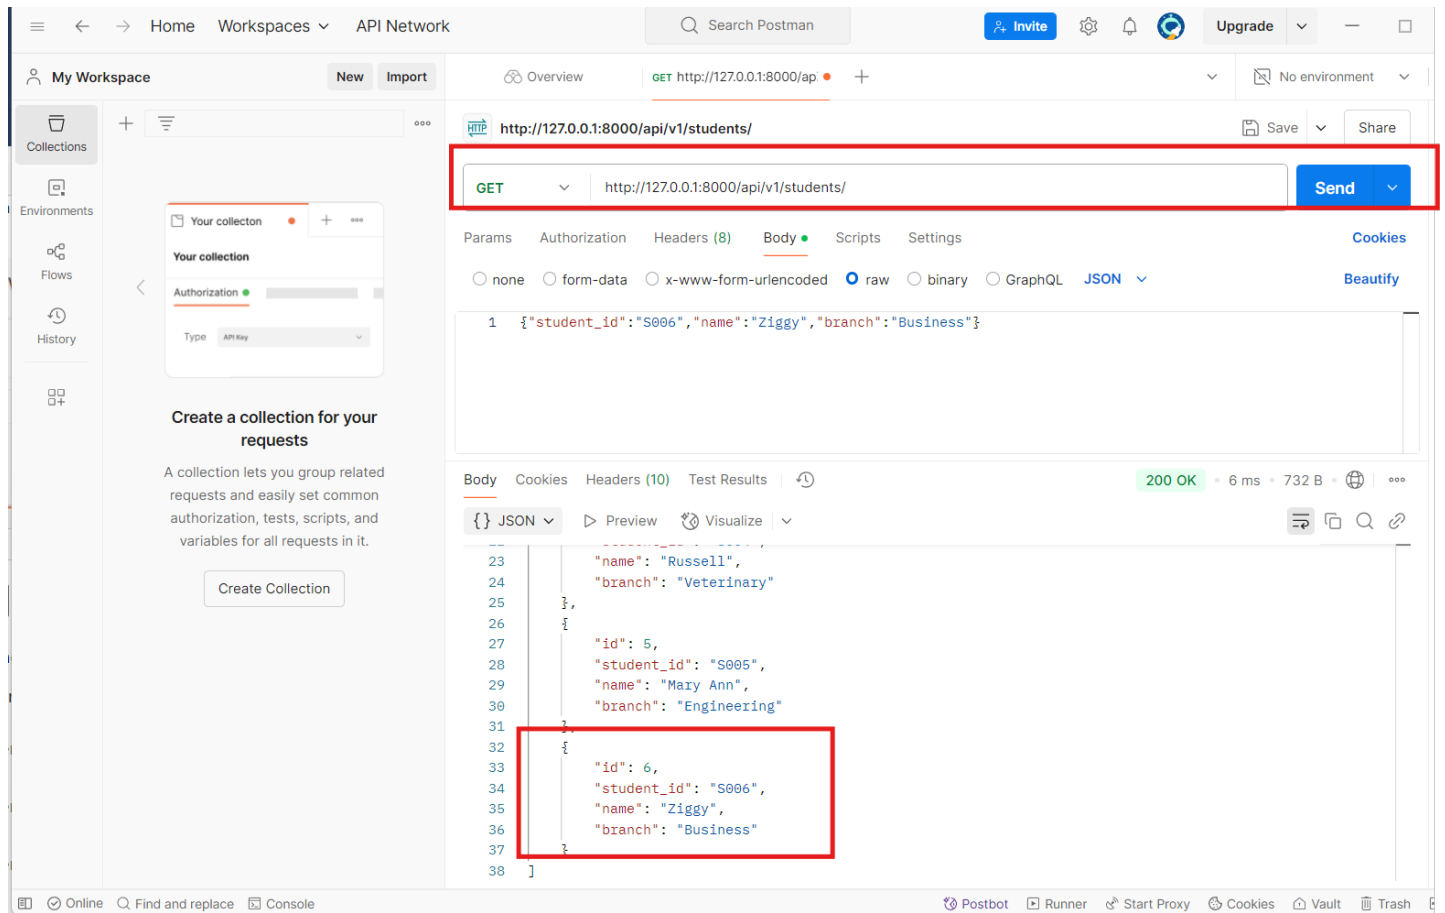 Home Workspaces API Network Search Postman Invite Upgrade
My Workspace New Import Overview GET http://127.0.0.1:8000/ap No environment
Collections
Environments
Flows
History
Your collecton
Your collection
Authorization
Type API Key
Create a collection for your
requests
A collection lets you group related
requests and easily set common
authorization, tests, scripts, and
variables for all requests in it.
Create Collection
HTTP http://127.0.0.1:8000/api/v1/students/ Save Share
GET http://127.0.0.1:8000/api/v1/students/ Send
Params Authorization Headers (8) Body Scripts Settings Cookies
none form-data x-www-form-urlencoded raw binary GraphQL JSON Beautify
1 {"student_id":"S006","name":"Ziggy","branch":"Business"}
Body Cookies Headers (10) Test Results 200 OK 6 ms 732 B
{} JSON Preview Visualize
23 "name": "Russell",
24 "branch": "Veterinary"
25 },
26 {
27 "id": 5,
28 "student_id": "S005",
29 "name": "Mary Ann",
30 "branch": "Engineering"
31 },
32 {
33 "id": 6,
34 "student_id": "S006",
35 "name": "Ziggy",
36 "branch": "Business"
37 }
38 ]
Online Find and replace Console Postbot Runner Start Proxy Cookies Vault Trash